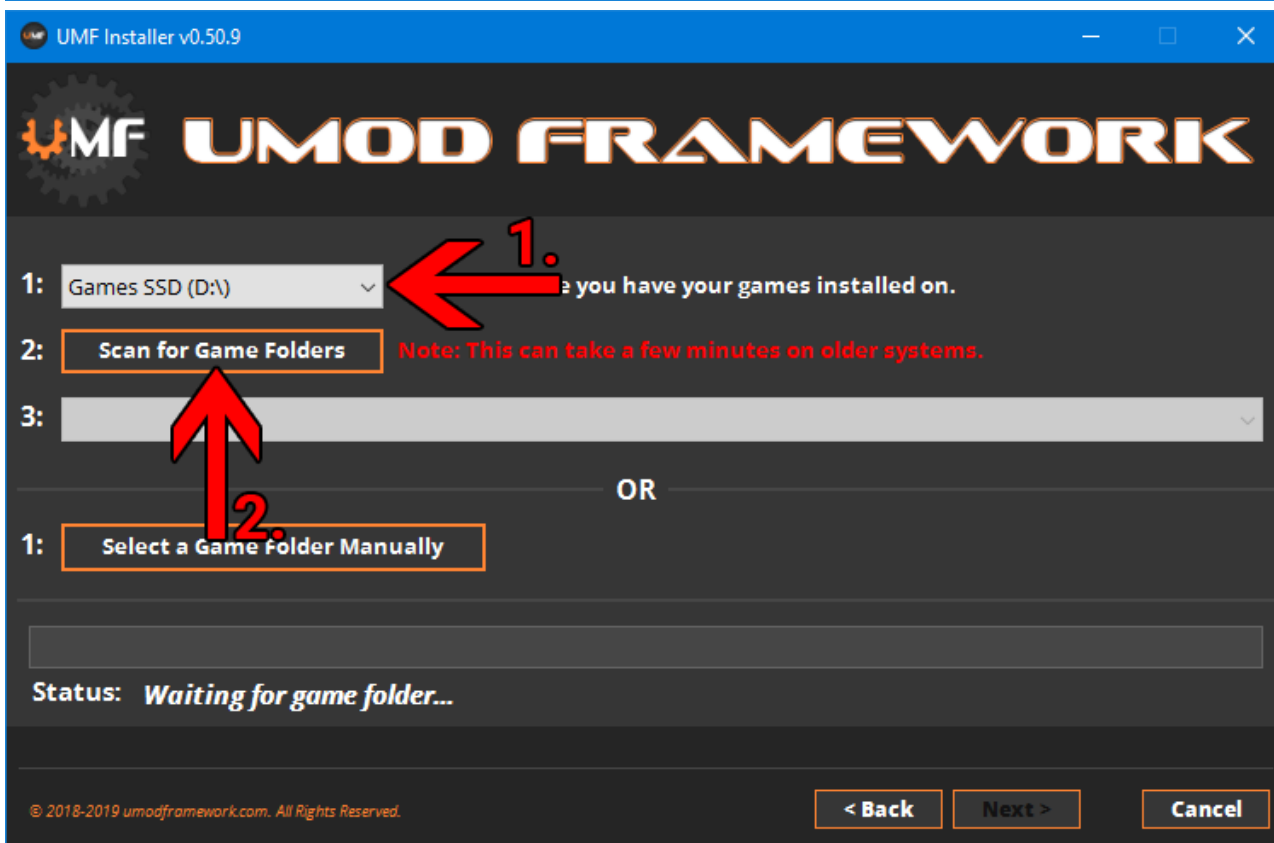 UMF Installer v0.50.9
UMF UMOD FRAMEWORK
1.
1: Games SSD (D:\) you have your games installed on.
2: Scan for Game Folders Note: This can take a few minutes on older systems.
3:
OR
2.
1: Select a Game Folder Manually
Status: Waiting for game folder...
© 2018-2019 umodframework.com. All Rights Reserved.
< Back Next > Cancel